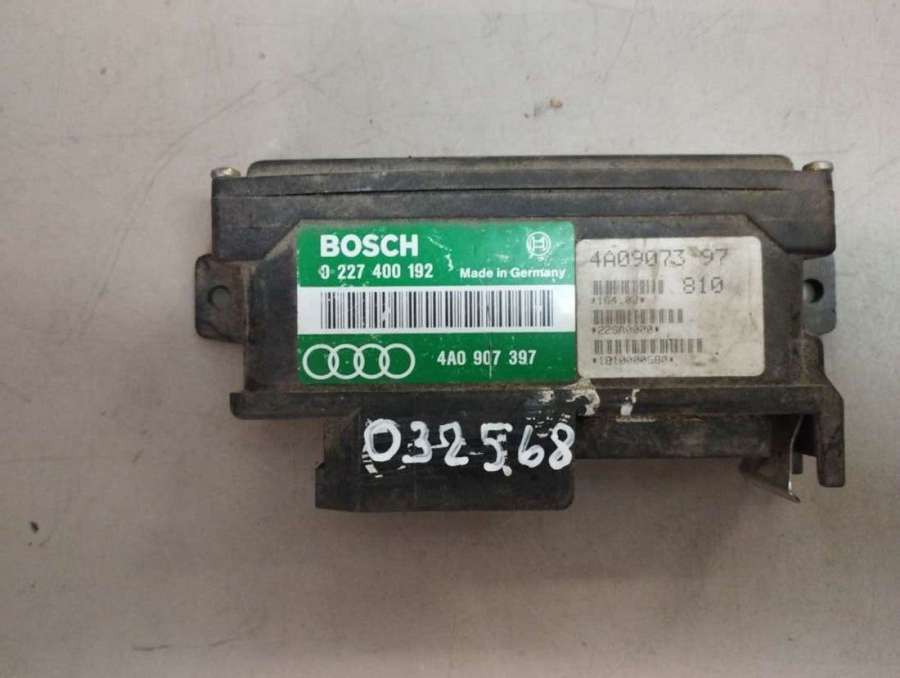 BOSCH
0 227 400 192
Made in Germany
4A0 907 397
4A09073 97
810
032568